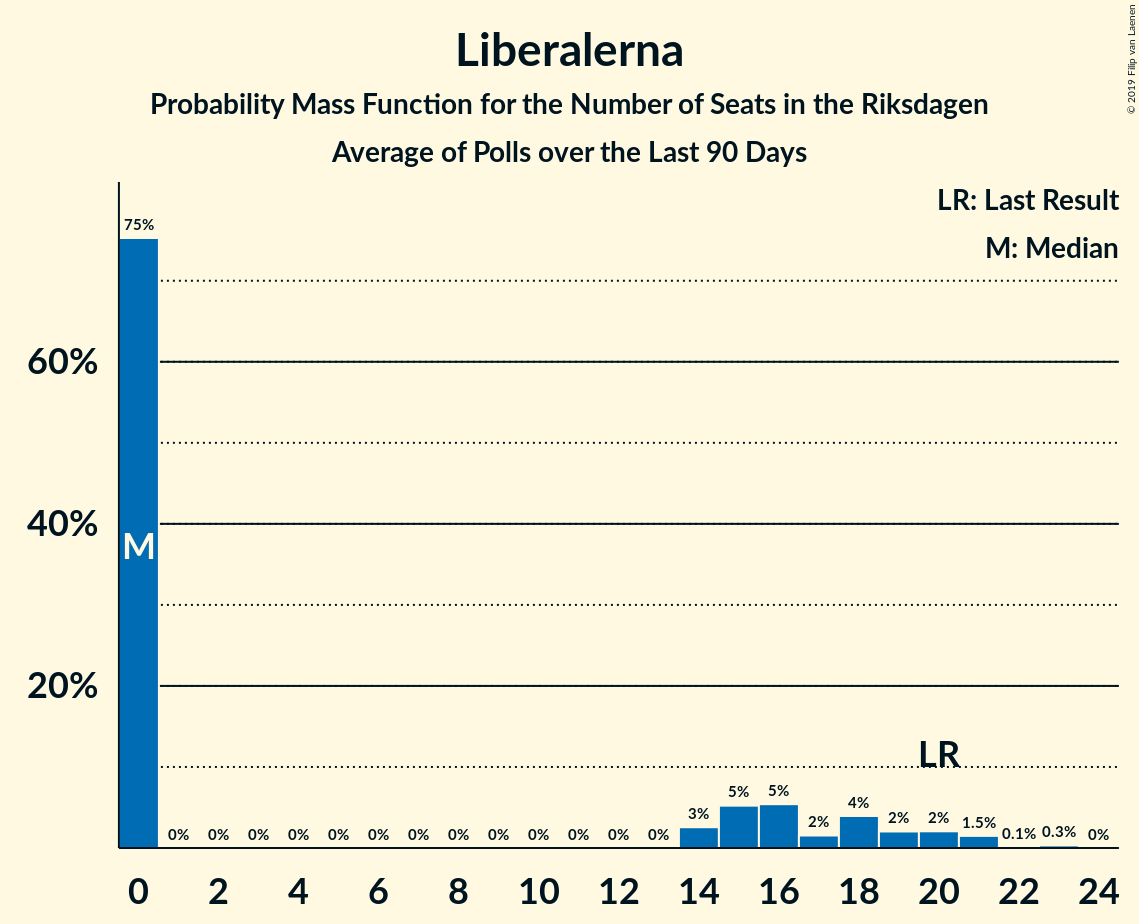 Liberalerna
Probability Mass Function for the Number of Seats in the Riksdagen
Average of Polls over the Last 90 Days
© 2019 Filip van Laenen
LR: Last Result
M: Median
60%
40%
20%
75%
M
0% 0% 0% 0% 0% 0% 0% 0% 0% 0% 0% 0% 0% 3% 5% 5% 2% 4% 2% 2% 1.5% 0.1% 0.3% 0%
LR
0 2 4 6 8 10 12 14 16 18 20 22 24